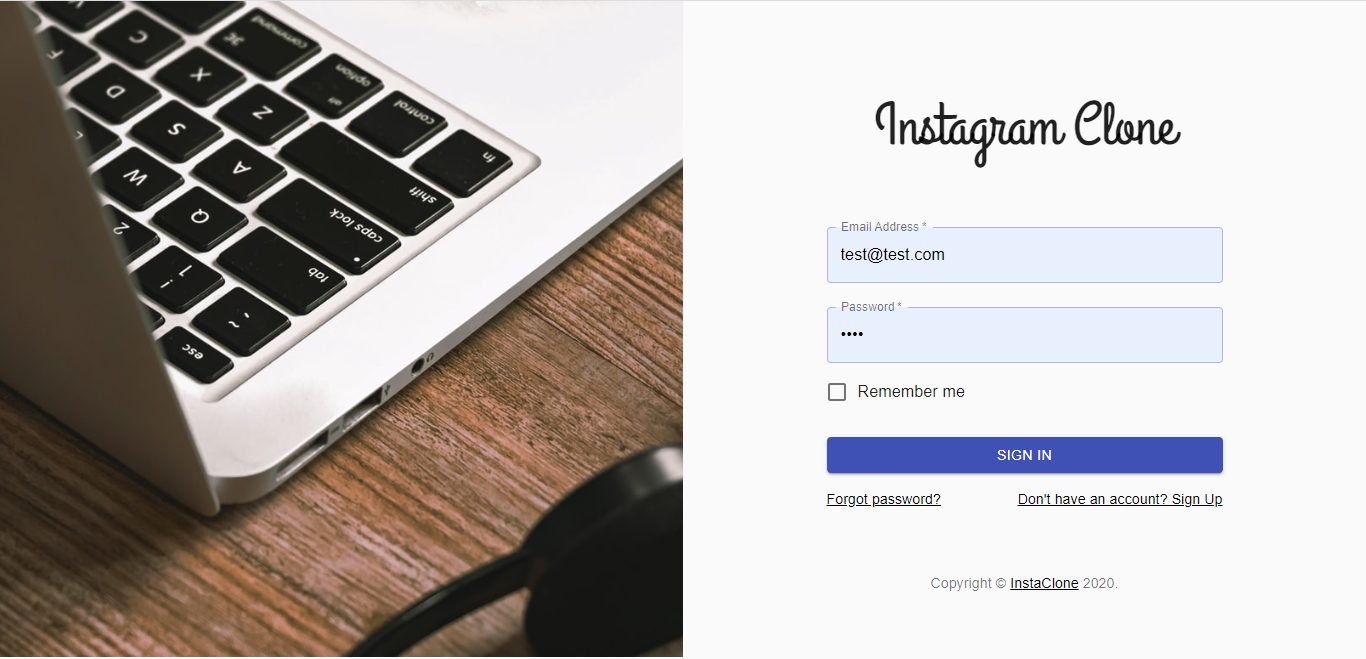 command
C
F
⌘
option
X
alt
D
control
Z
S
fn
A
W
shift
Q
caps lock
2
tab
!
1
~
`
esc
Instagram Clone
Email Address *
test@test.com
Password *
••••
Remember me
SIGN IN
Forgot password? Don't have an account? Sign Up
Copyright © InstaClone 2020.